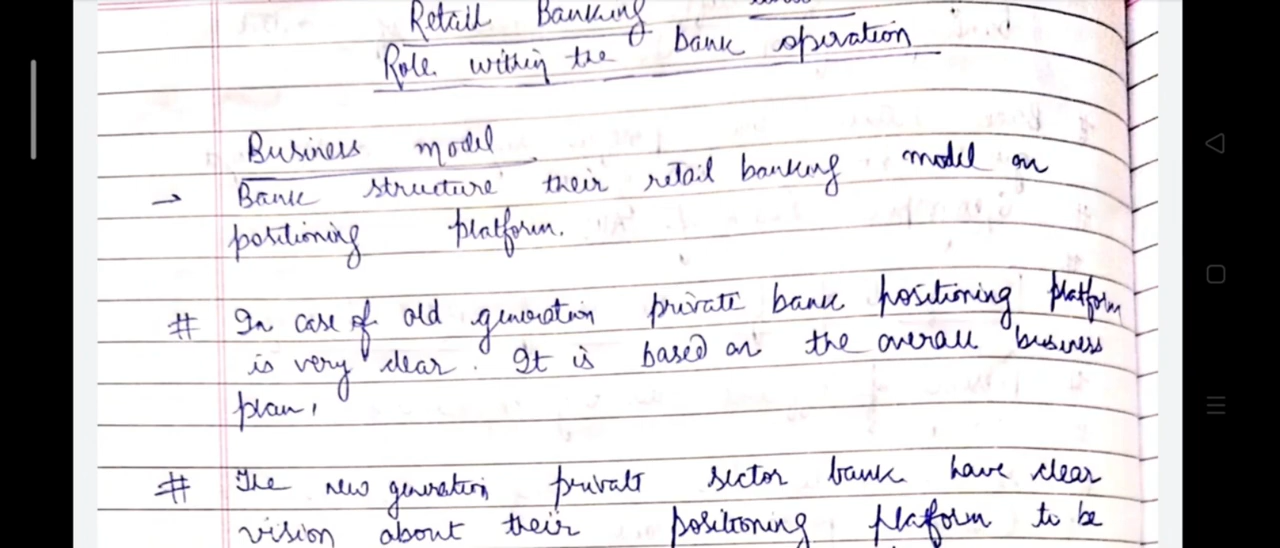 Retail Banking
Role within the bank operation
Business model
→ Bank structure their retail banking model on
positioning platform.
# In case of old generation private bank positioning platform
is very clear. It is based on the overall business
plan,
# The new generation private sector bank have clear
vision about their positioning platform to be